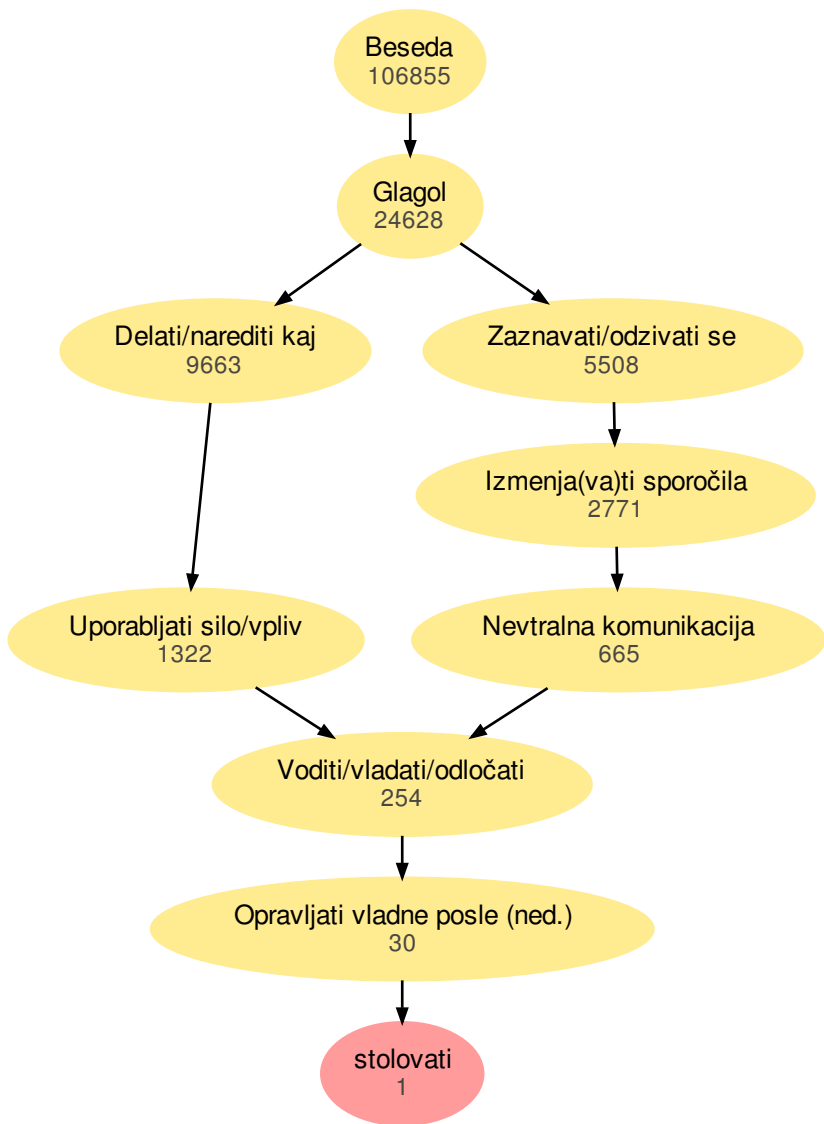 Beseda
106855
Glagol
24628
Delati/narediti kaj
9663
Zaznavati/odzivati se
5508
Izmenja(va)ti sporočila
2771
Uporabljati silo/vpliv
1322
Nevtralna komunikacija
665
Voditi/vladati/odločati
254
Opravljati vladne posle (ned.)
30
stolovati
1